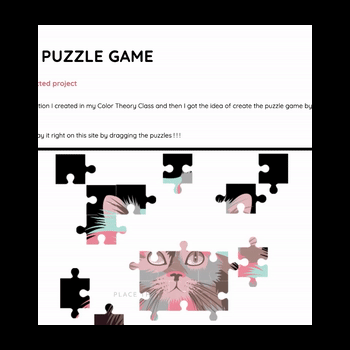 PUZZLE GAME
cted project
tion I created in my Color Theory Class and then I got the idea of create the puzzle game by
ay it right on this site by dragging the puzzles ! ! !
PLACE